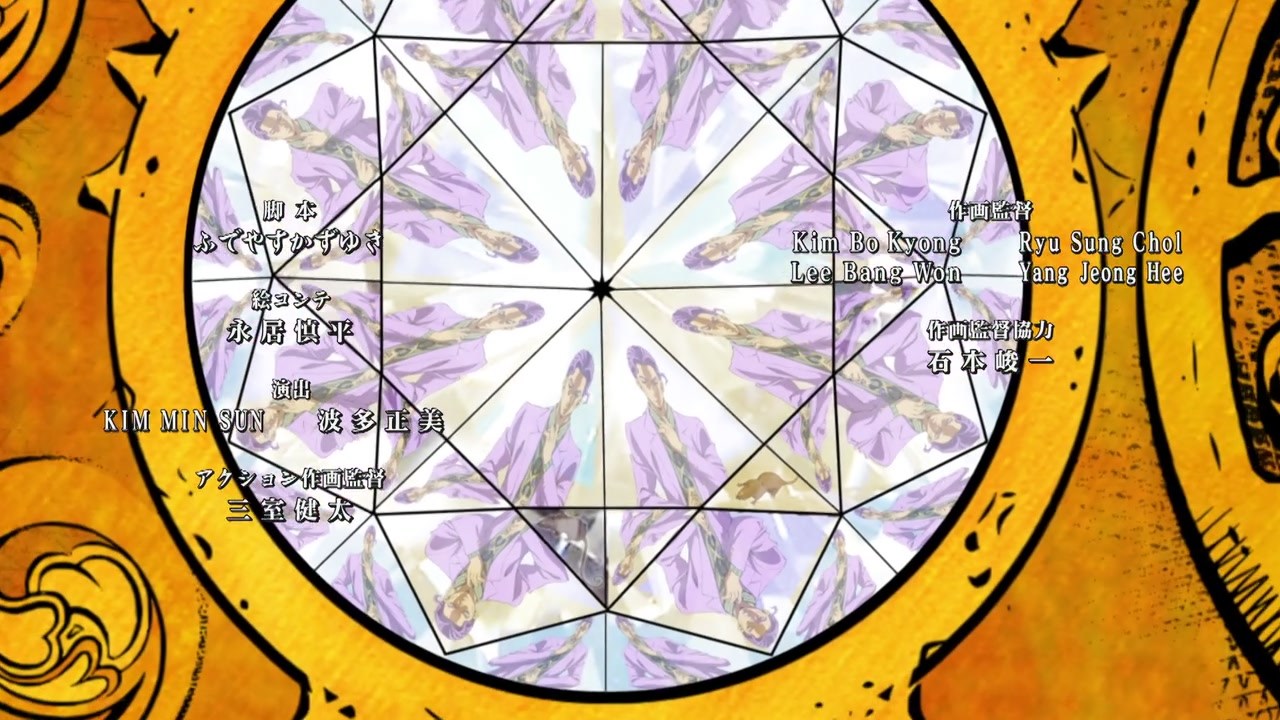 脚本
ふでやすかずゆき
絵コンテ
永居慎平
演出
KIM MIN SUN 波多正美
アクション作画監督
三室健太
作画監督
Kim Bo Kyong Ryu Sung Chol
Lee Bang Won Yang Jeong Hee
作画監督協力
石本峻一